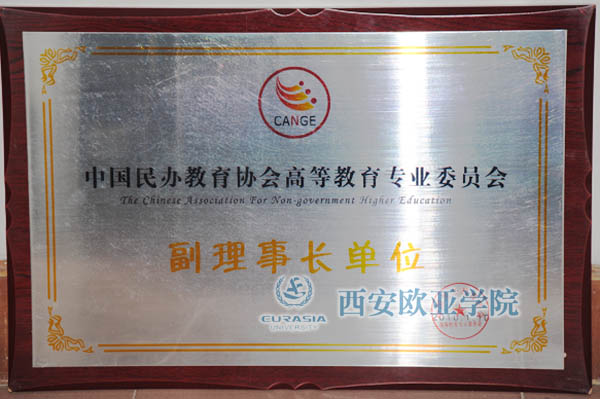 CANGE
中国民办教育协会高等教育专业委员会
The Chinese Association For Non-government Higher Education
副理事长单位
EURASIA
UNIVERSITY
西安欧亚学院